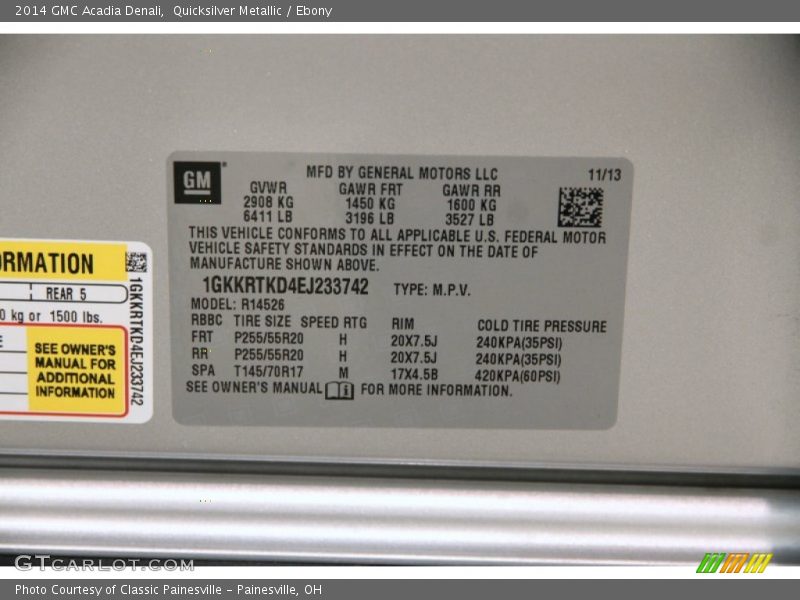 2014 GMC Acadia Denali, Quicksilver Metallic / Ebony
GM
MFD BY GENERAL MOTORS LLC 11/13
GVWR GAWR FRT GAWR RR
2908 KG 1450 KG 1600 KG
6411 LB 3196 LB 3527 LB
THIS VEHICLE CONFORMS TO ALL APPLICABLE U.S. FEDERAL MOTOR
VEHICLE SAFETY STANDARDS IN EFFECT ON THE DATE OF
MANUFACTURE SHOWN ABOVE.
1GKKRTKD4EJ233742 TYPE: M.P.V.
MODEL: R14526
RBBC TIRE SIZE SPEED RTG RIM COLD TIRE PRESSURE
FRT P255/55R20 H 20X7.5J 240KPA(35PSI)
RR P255/55R20 H 20X7.5J 240KPA(35PSI)
SPA T145/70R17 M 17X4.5B 420KPA(60PSI)
SEE OWNER'S MANUAL FOR MORE INFORMATION.
ORMATION
REAR 5
0 kg or 1500 lbs.
SEE OWNER'S
MANUAL FOR
ADDITIONAL
INFORMATION
1GKKRTKD4EJ233742
GTCARLOT.COM
Photo Courtesy of Classic Painesville - Painesville, OH